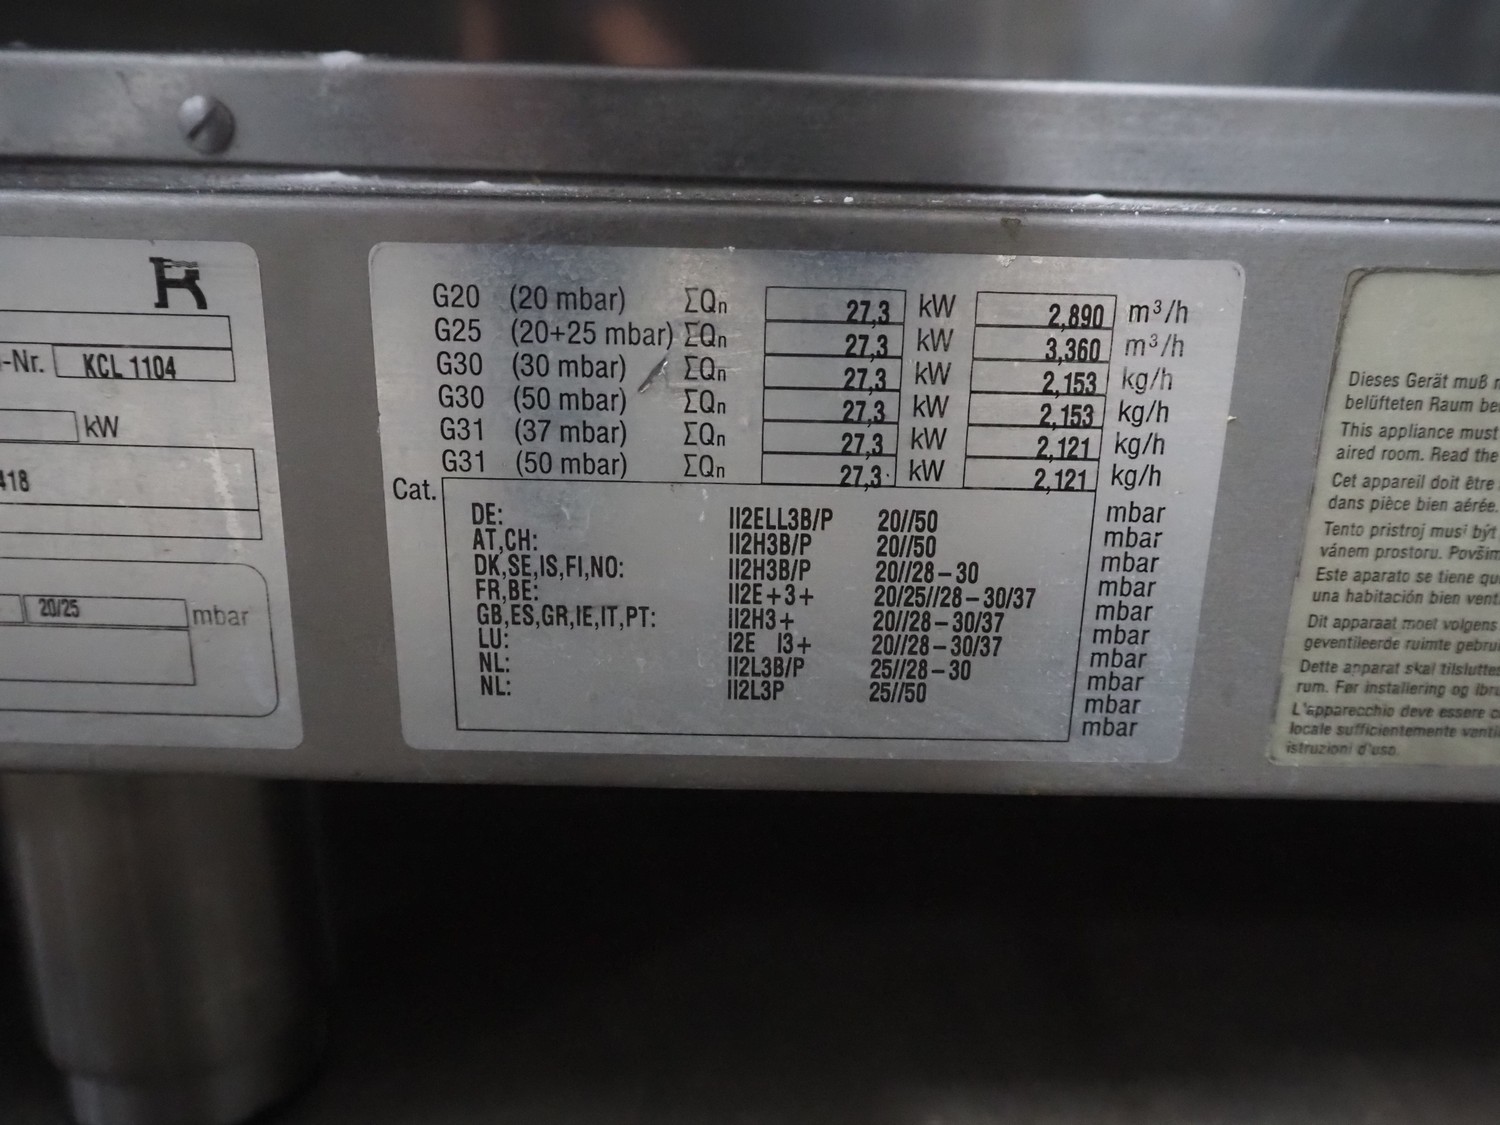 -Nr. KCL 1104
kW
418
20/25 mbar
G20 (20 mbar) ΣQn 27,3 kW 2,890 m³/h
G25 (20+25 mbar) ΣQn 27,3 kW 3,360 m³/h
G30 (30 mbar) ΣQn 27,3 kW 2,153 kg/h
G30 (50 mbar) ΣQn 27,3 kW 2,153 kg/h
G31 (37 mbar) ΣQn 27,3 kW 2,121 kg/h
G31 (50 mbar) ΣQn 27,3 kW 2,121 kg/h
Cat.
DE: II2ELL3B/P 20//50 mbar
AT,CH: II2H3B/P 20//50 mbar
DK,SE,IS,FI,NO: II2H3B/P 20//28–30 mbar
FR,BE: II2E+3+ 20/25//28–30/37 mbar
GB,ES,GR,IE,IT,PT: II2H3+ 20//28–30/37 mbar
LU: I2E I3+ 20//28–30/37 mbar
NL: II2L3B/P 25//28–30 mbar
NL: II2L3P 25//50 mbar
mbar
mbar
Dieses Gerät muß
belüfteten Raum
This appliance must
aired room. Read the
Cet appareil doit être
dans pièce bien aérée.
Tento pristroj musí být
vánem prostoru.
Este aparato se tiene
una habitación bien
Dit apparaat moet volgens
geventileerde ruimte
Dette apparat skal
rum. Før installering og
L'apparecchio deve essere
locale sufficientemente
istruzioni d'uso.